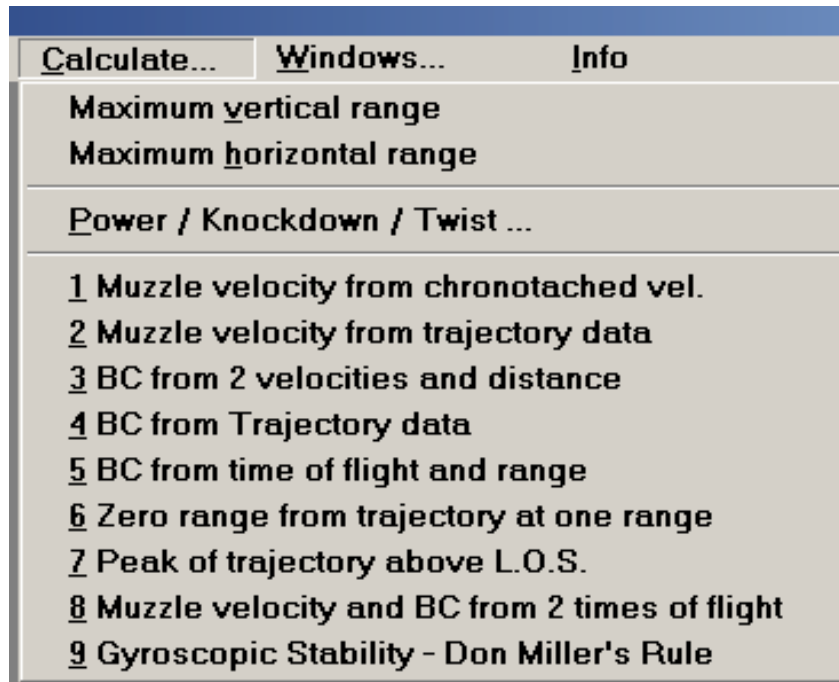 Calculate... Windows... Info
Maximum vertical range
Maximum horizontal range
Power / Knockdown / Twist ...
1 Muzzle velocity from chronotached vel.
2 Muzzle velocity from trajectory data
3 BC from 2 velocities and distance
4 BC from Trajectory data
5 BC from time of flight and range
6 Zero range from trajectory at one range
7 Peak of trajectory above L.O.S.
8 Muzzle velocity and BC from 2 times of flight
9 Gyroscopic Stability - Don Miller's Rule